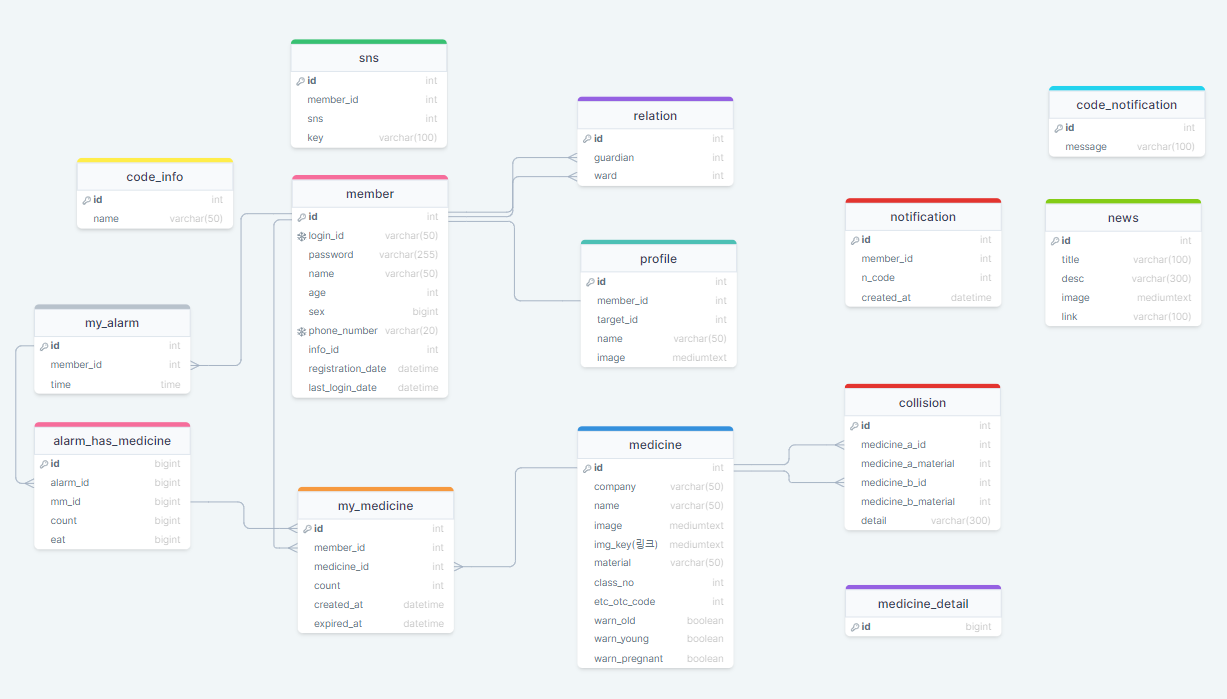 sns
id int
member_id int
sns int
key varchar(100)
code_info
id int
name varchar(50)
member
id int
login_id varchar(50)
password varchar(255)
name varchar(50)
age int
sex bigint
phone_number varchar(20)
info_id int
registration_date datetime
last_login_date datetime
relation
id int
guardian int
ward int
code_notification
id int
message varchar(100)
notification
id int
member_id int
n_code int
created_at datetime
news
id int
title varchar(100)
desc varchar(300)
image mediumtext
link varchar(100)
profile
id int
member_id int
target_id int
name varchar(50)
image mediumtext
my_alarm
id int
member_id int
time time
alarm_has_medicine
id bigint
alarm_id bigint
mm_id bigint
count bigint
eat bigint
my_medicine
id int
member_id int
medicine_id int
count int
created_at datetime
expired_at datetime
medicine
id int
company varchar(50)
name varchar(50)
image mediumtext
img_key(링크) mediumtext
material varchar(50)
class_no int
etc_otc_code int
warn_old boolean
warn_young boolean
warn_pregnant boolean
collision
id int
medicine_a_id int
medicine_a_material int
medicine_b_id int
medicine_b_material int
detail varchar(300)
medicine_detail
id bigint